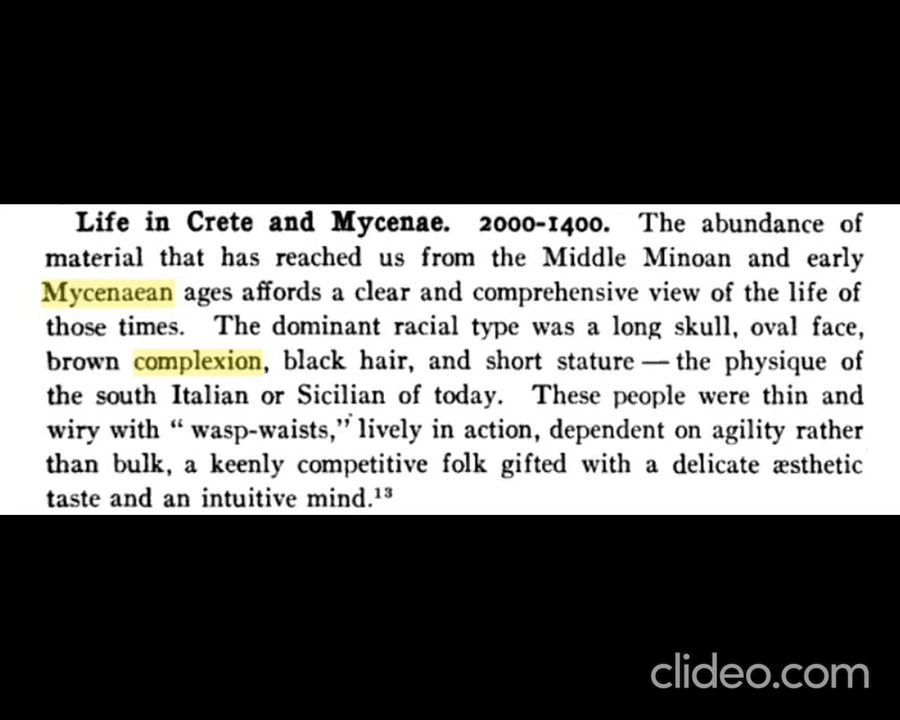 Life in Crete and Mycenae. 2000-1400. The abundance of
material that has reached us from the Middle Minoan and early
Mycenaean ages affords a clear and comprehensive view of the life of
those times. The dominant racial type was a long skull, oval face,
brown complexion, black hair, and short stature — the physique of
the south Italian or Sicilian of today. These people were thin and
wiry with “ wasp-waists,” lively in action, dependent on agility rather
than bulk, a keenly competitive folk gifted with a delicate æsthetic
taste and an intuitive mind.¹³
clideo.com